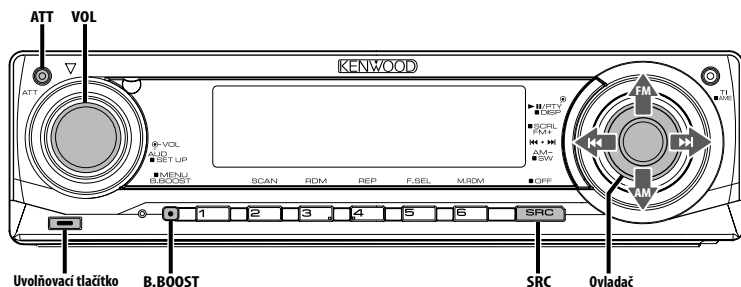 ATT VOL
KENWOOD
ATT
VOL
AUD
SET UP
MENU
B.BOOST
SCAN RDM REP F.SEL M.RDM OFF
/PTY
DISP
SCRL
FM+
AM–
SW
TI
AME
FM
AM
1 2 3 4 5 6 SRC
Uvolňovací tlačítko B.BOOST SRC Ovladač